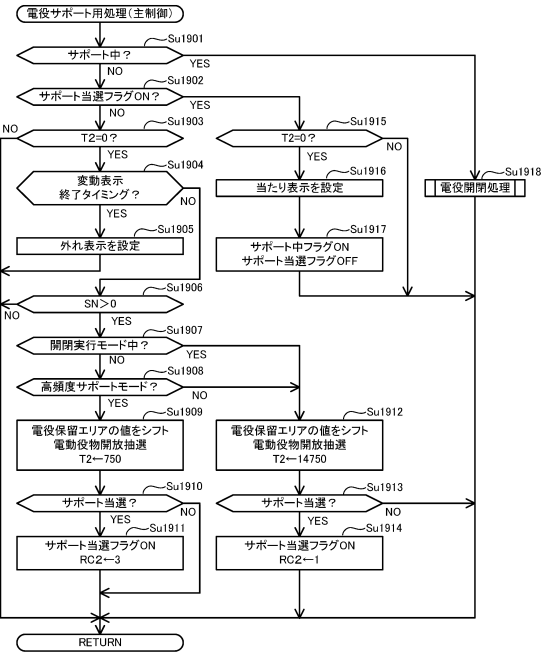 電役サポート用処理(主制御)
Su1901
サポート中？
YES
NO
Su1902
サポート当選フラグON？
YES
NO
Su1903
NO
T2=0？
YES
Su1915
T2=0？
NO
YES
Su1904
変動表示
終了タイミング？
NO
YES
Su1916
当たり表示を設定
Su1918
電役開閉処理
Su1905
外れ表示を設定
Su1917
サポート中フラグON
サポート当選フラグOFF
Su1906
SN＞0
NO
YES
Su1907
開閉実行モード中？
YES
NO
Su1908
高頻度サポートモード？
NO
YES
Su1909
電役保留エリアの値をシフト
電動役物開放抽選
T2←750
Su1912
電役保留エリアの値をシフト
電動役物開放抽選
T2←14750
Su1910
サポート当選？
NO
YES
Su1913
サポート当選？
NO
YES
Su1911
サポート当選フラグON
RC2←3
Su1914
サポート当選フラグON
RC2←1
RETURN